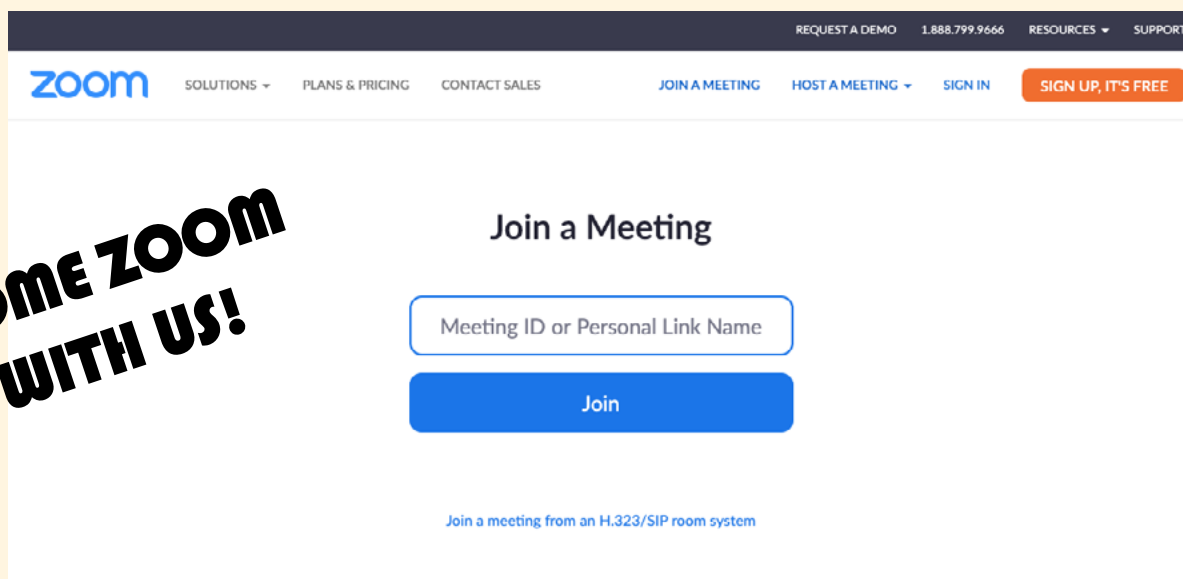 REQUEST A DEMO 1.888.799.9666 RESOURCES SUPPORT
zoom SOLUTIONS PLANS & PRICING CONTACT SALES JOIN A MEETING HOST A MEETING SIGN IN SIGN UP, IT'S FREE
OME ZOOM
WITH US!
Join a Meeting
Meeting ID or Personal Link Name
Join
Join a meeting from an H.323/SIP room system